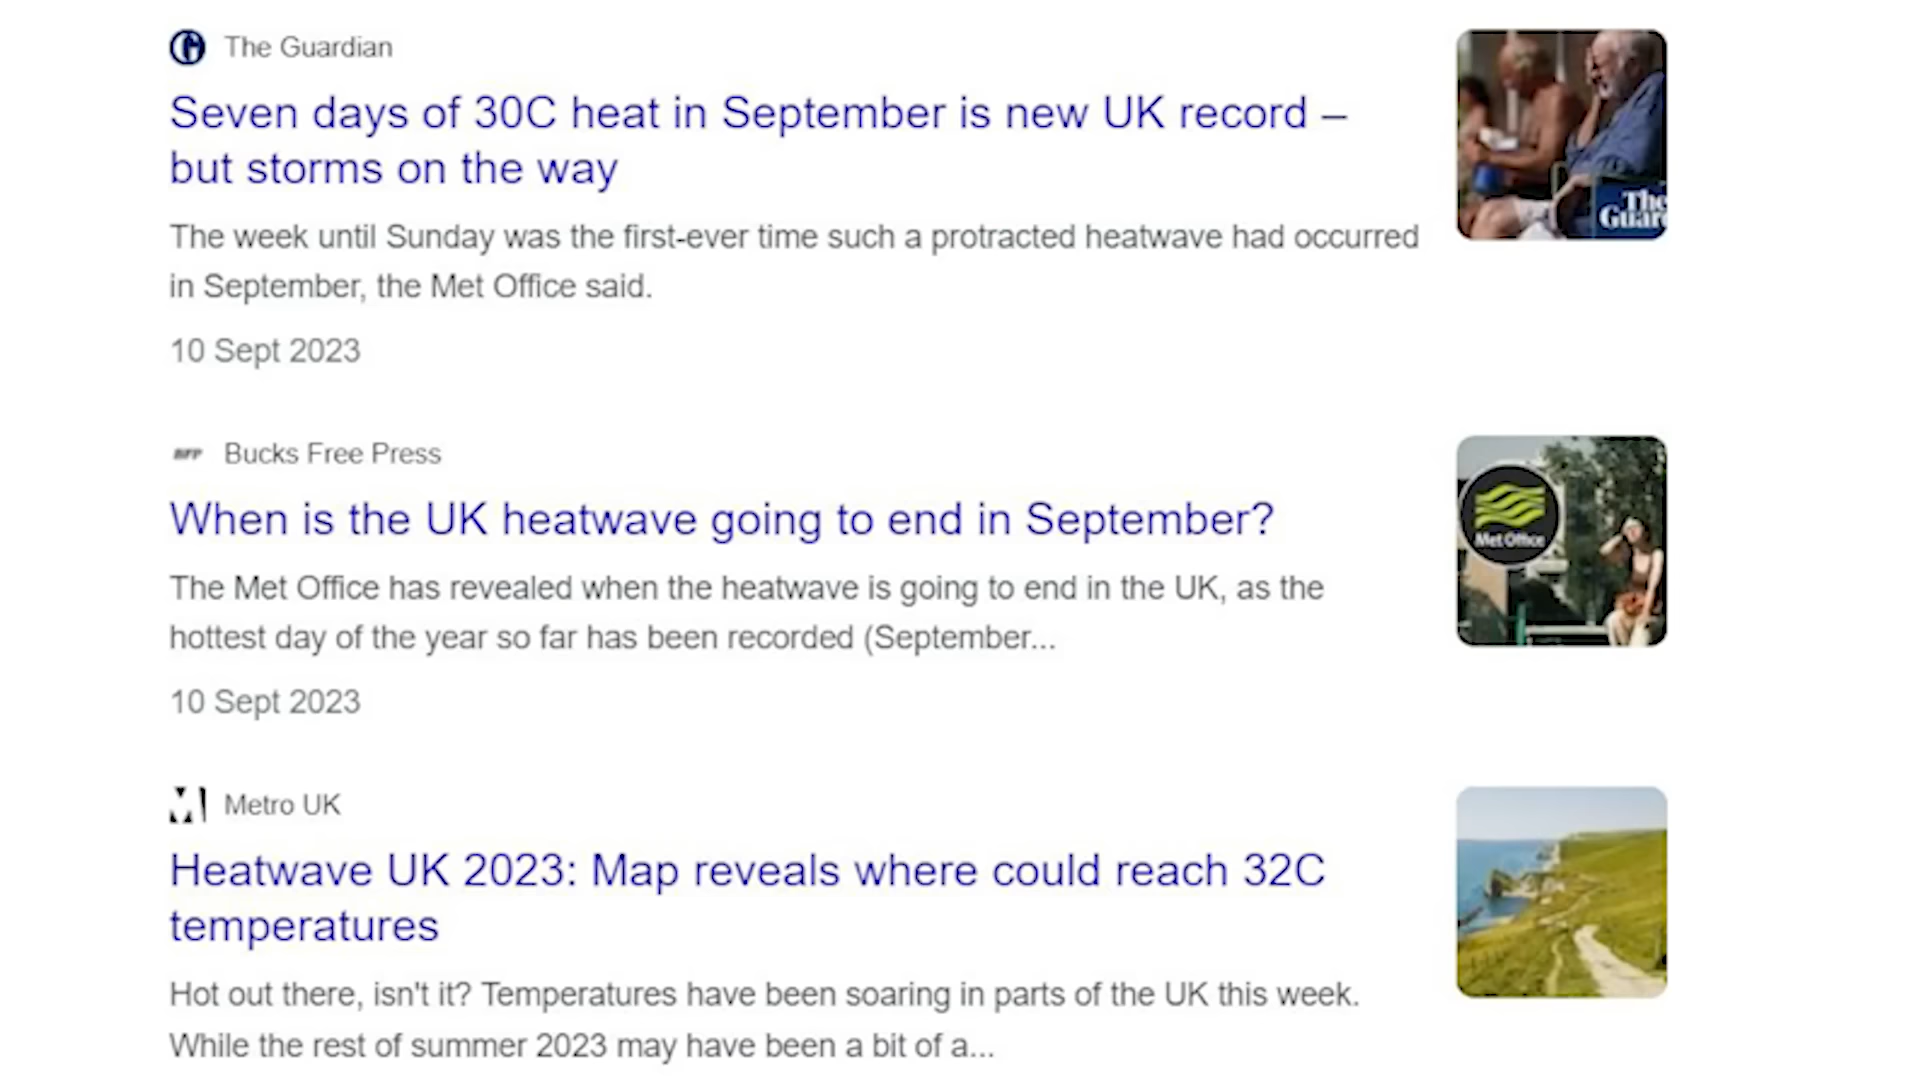 The Guardian
Seven days of 30C heat in September is new UK record –
but storms on the way
The week until Sunday was the first-ever time such a protracted heatwave had occurred
in September, the Met Office said.
10 Sept 2023
The
Guar
BFP
Bucks Free Press
When is the UK heatwave going to end in September?
The Met Office has revealed when the heatwave is going to end in the UK, as the
hottest day of the year so far has been recorded (September...
10 Sept 2023
Met Office
Metro UK
Heatwave UK 2023: Map reveals where could reach 32C
temperatures
Hot out there, isn't it? Temperatures have been soaring in parts of the UK this week.
While the rest of summer 2023 may have been a bit of a...